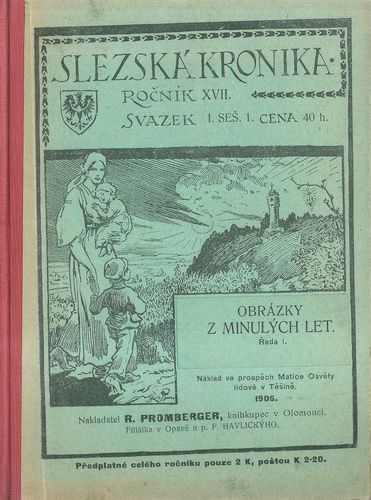 SLEZSKÁ KRONIKA.
ROČNÍK XVII.
SVAZEK I. SEŠ. 1. CENA 40 h.
OBRÁZKY
Z MINULÝCH LET.
Řada I.
Náklad ve prospěch Matice Osvěty
lidové v Těšíně.
1906.
Nakladatel R. PROMBERGER, knihkupec v Olomouci.
Filiálka v Opavě u p. F. HAVLICKÝHO.
Předplatné celého ročníku pouze 2 K, poštou K 2·20.